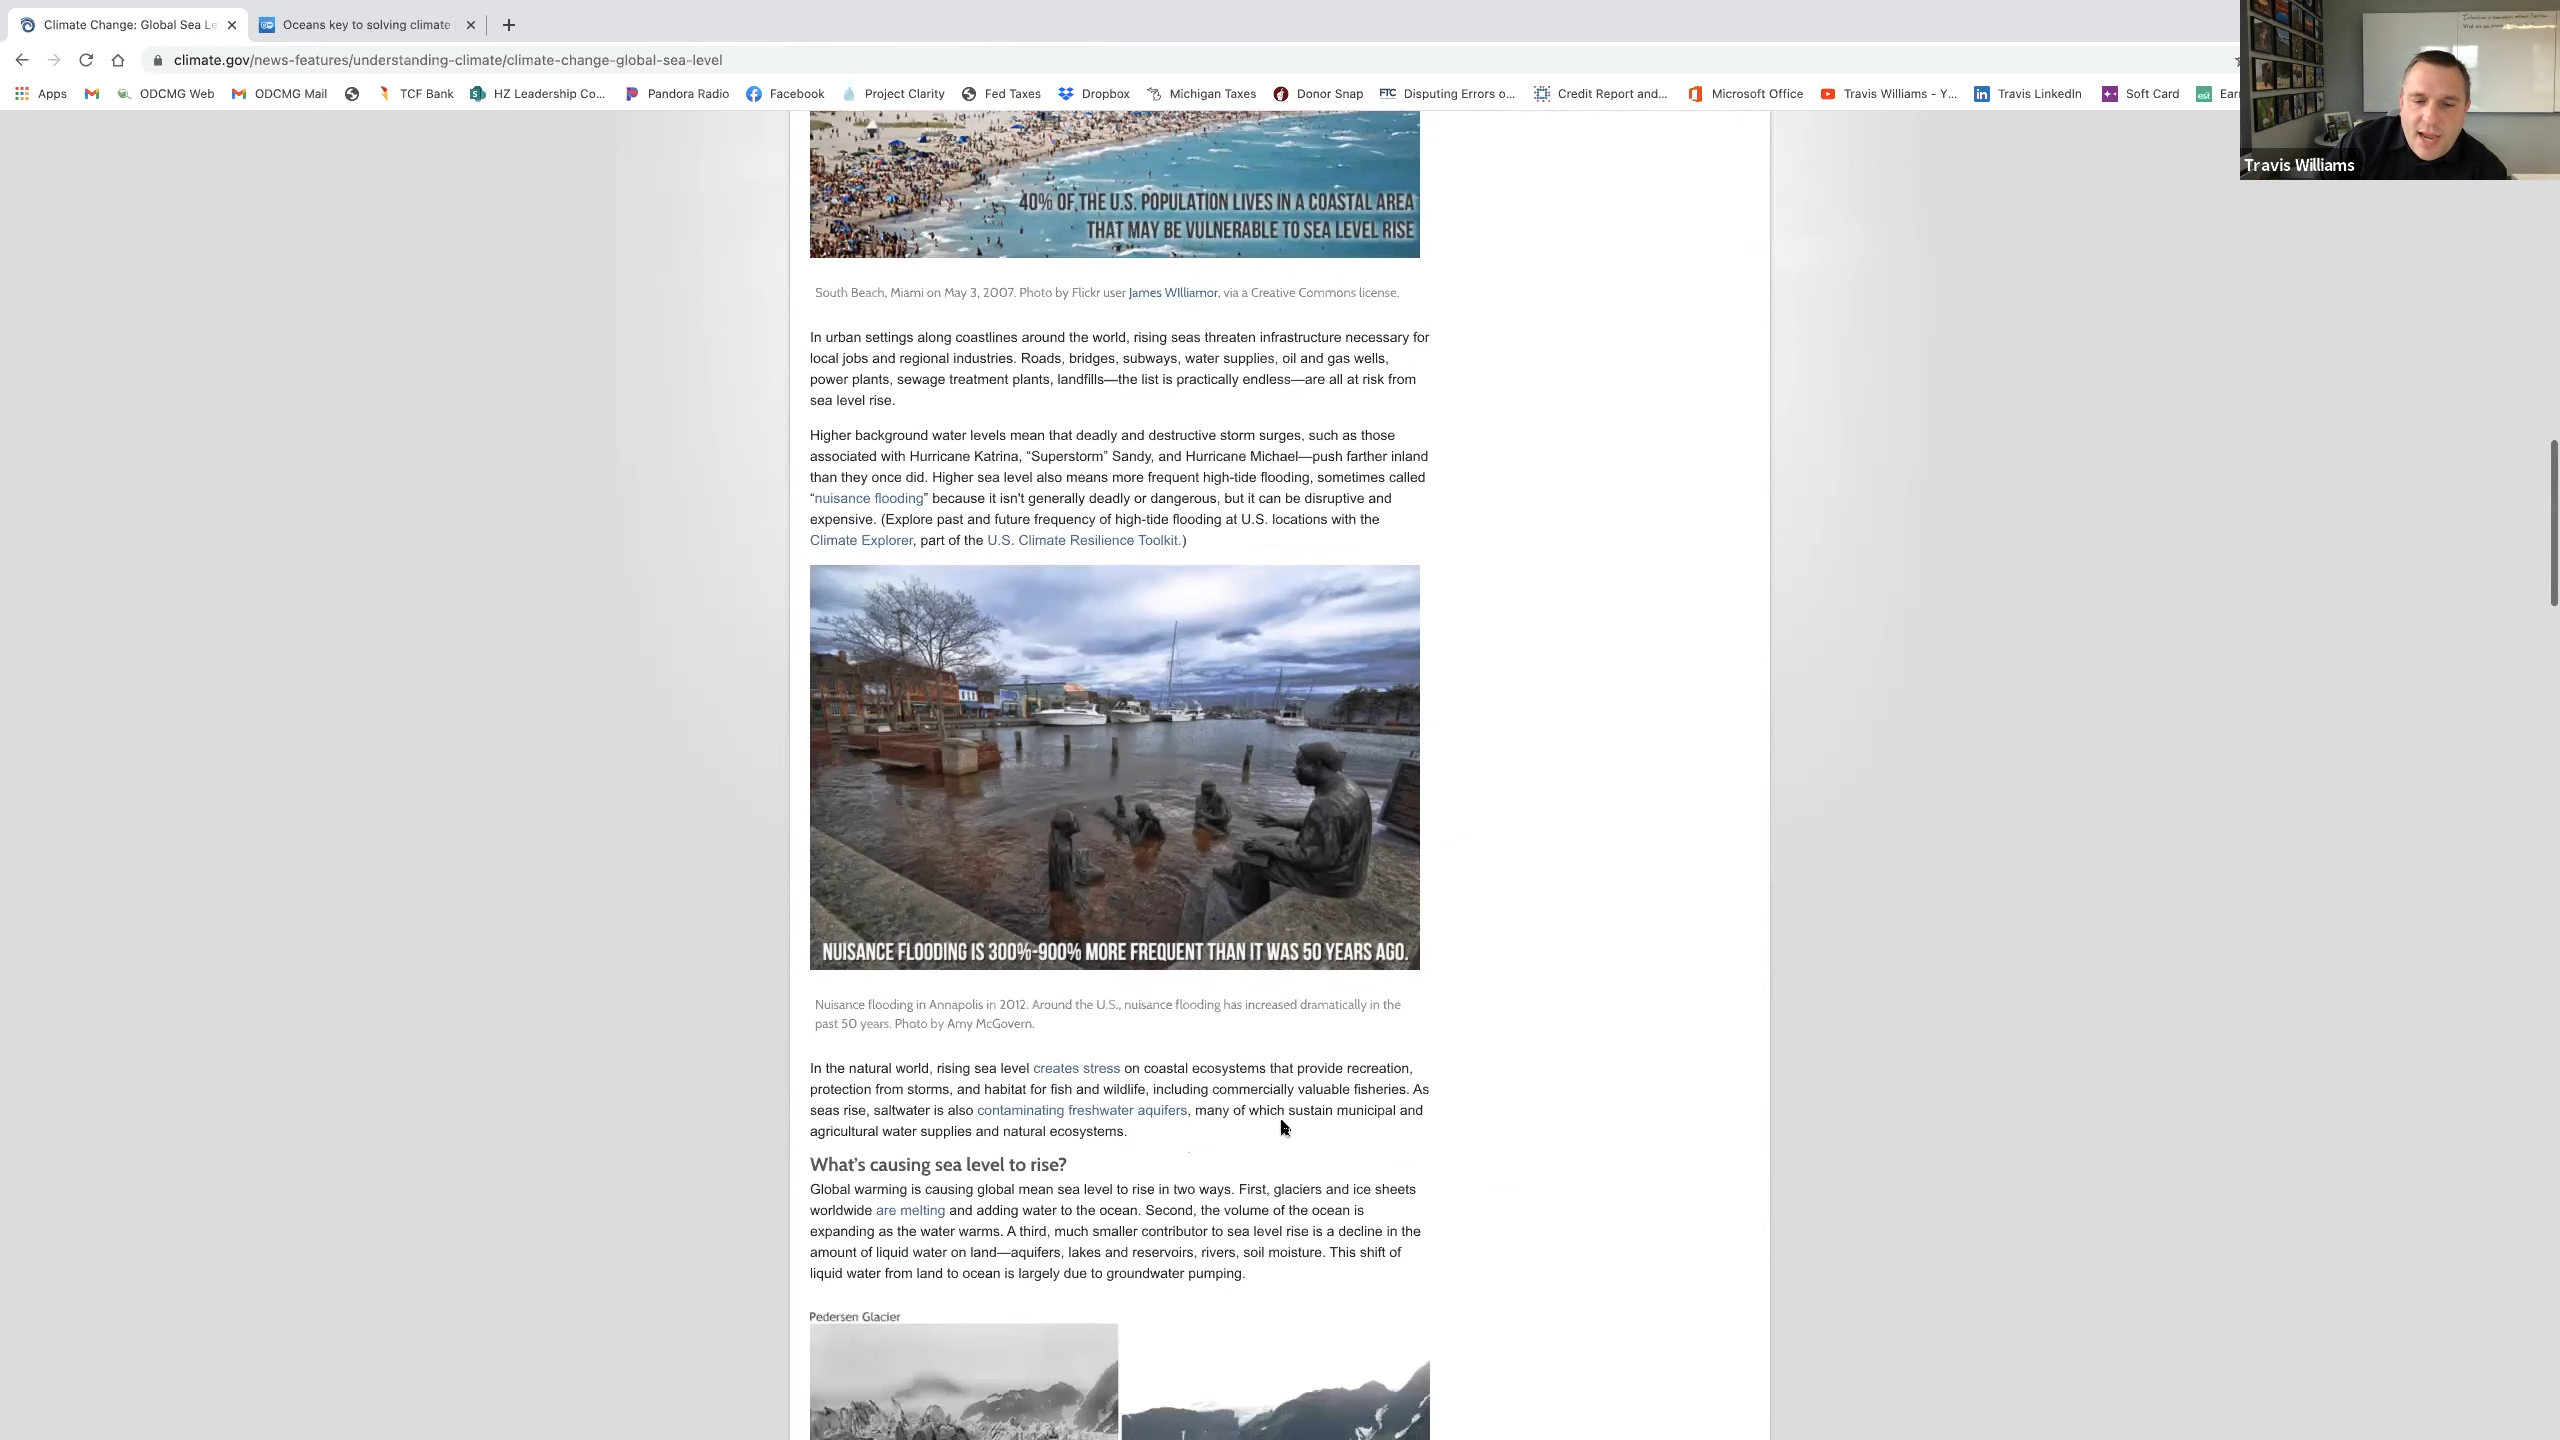 Climate Change: Global Sea Le
Oceans key to solving climate
climate.gov/news-features/understanding-climate/climate-change-global-sea-level
Apps
ODCMG Web
ODCMG Mail
TCF Bank
HZ Leadership Co...
Pandora Radio
Facebook
Project Clarity
Fed Taxes
Dropbox
Michigan Taxes
Donor Snap
FTC Disputing Errors o...
Credit Report and...
Microsoft Office
Travis Williams - Y...
Travis LinkedIn
Soft Card
est Ear
Travis Williams
40% OF THE U.S. POPULATION LIVES IN A COASTAL AREA
THAT MAY BE VULNERABLE TO SEA LEVEL RISE
South Beach, Miami on May 3, 2007. Photo by Flickr user James WIlliamor, via a Creative Commons license.
In urban settings along coastlines around the world, rising seas threaten infrastructure necessary for
local jobs and regional industries. Roads, bridges, subways, water supplies, oil and gas wells,
power plants, sewage treatment plants, landfills—the list is practically endless—are all at risk from
sea level rise.
Higher background water levels mean that deadly and destructive storm surges, such as those
associated with Hurricane Katrina, “Superstorm” Sandy, and Hurricane Michael—push farther inland
than they once did. Higher sea level also means more frequent high-tide flooding, sometimes called
“nuisance flooding” because it isn't generally deadly or dangerous, but it can be disruptive and
expensive. (Explore past and future frequency of high-tide flooding at U.S. locations with the
Climate Explorer, part of the U.S. Climate Resilience Toolkit.)
NUISANCE FLOODING IS 300%-900% MORE FREQUENT THAN IT WAS 50 YEARS AGO.
Nuisance flooding in Annapolis in 2012. Around the U.S., nuisance flooding has increased dramatically in the
past 50 years. Photo by Amy McGovern.
In the natural world, rising sea level creates stress on coastal ecosystems that provide recreation,
protection from storms, and habitat for fish and wildlife, including commercially valuable fisheries. As
seas rise, saltwater is also contaminating freshwater aquifers, many of which sustain municipal and
agricultural water supplies and natural ecosystems.
What’s causing sea level to rise?
Global warming is causing global mean sea level to rise in two ways. First, glaciers and ice sheets
worldwide are melting and adding water to the ocean. Second, the volume of the ocean is
expanding as the water warms. A third, much smaller contributor to sea level rise is a decline in the
amount of liquid water on land—aquifers, lakes and reservoirs, rivers, soil moisture. This shift of
liquid water from land to ocean is largely due to groundwater pumping.
Pedersen Glacier